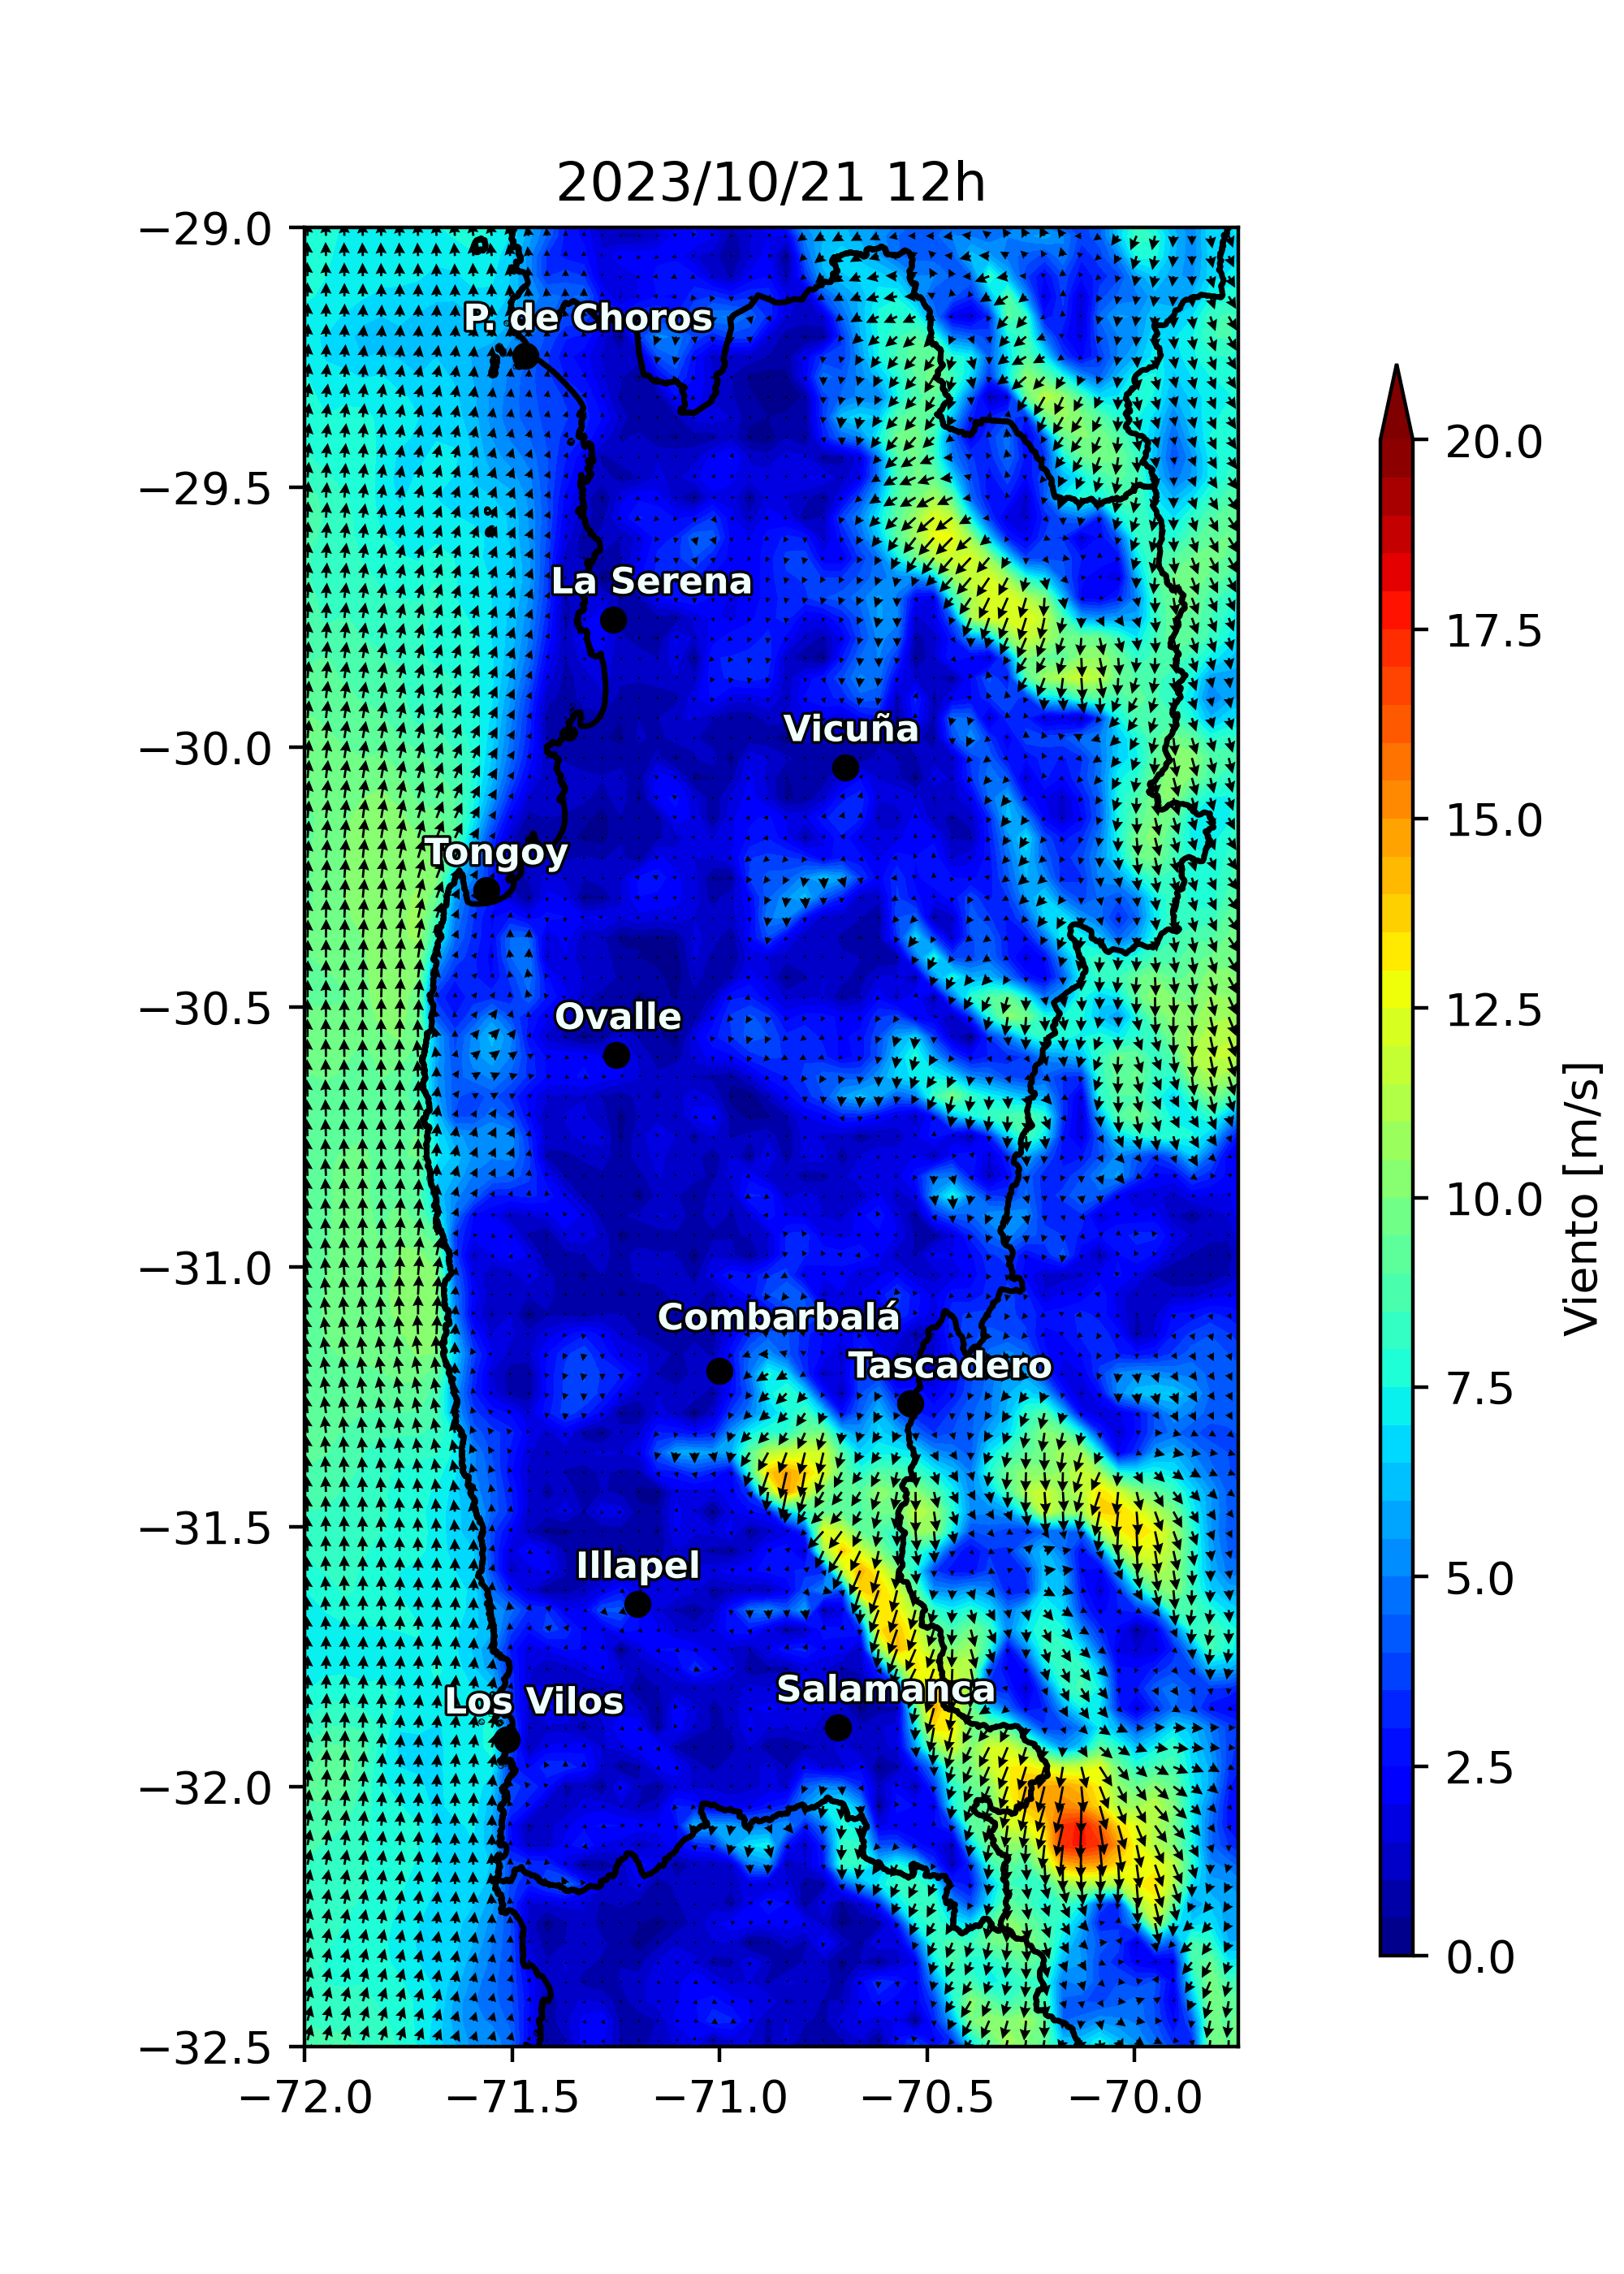 2023/10/21 12h
−29.0
−29.5
−30.0
−30.5
−31.0
−31.5
−32.0
−32.5
−72.0
−71.5
−71.0
−70.5
−70.0
P. de Choros
La Serena
Vicuña
Tongoy
Ovalle
Combarbalá
Tascadero
Illapel
Salamanca
Los Vilos
20.0
17.5
15.0
12.5
10.0
7.5
5.0
2.5
0.0
Viento [m/s]